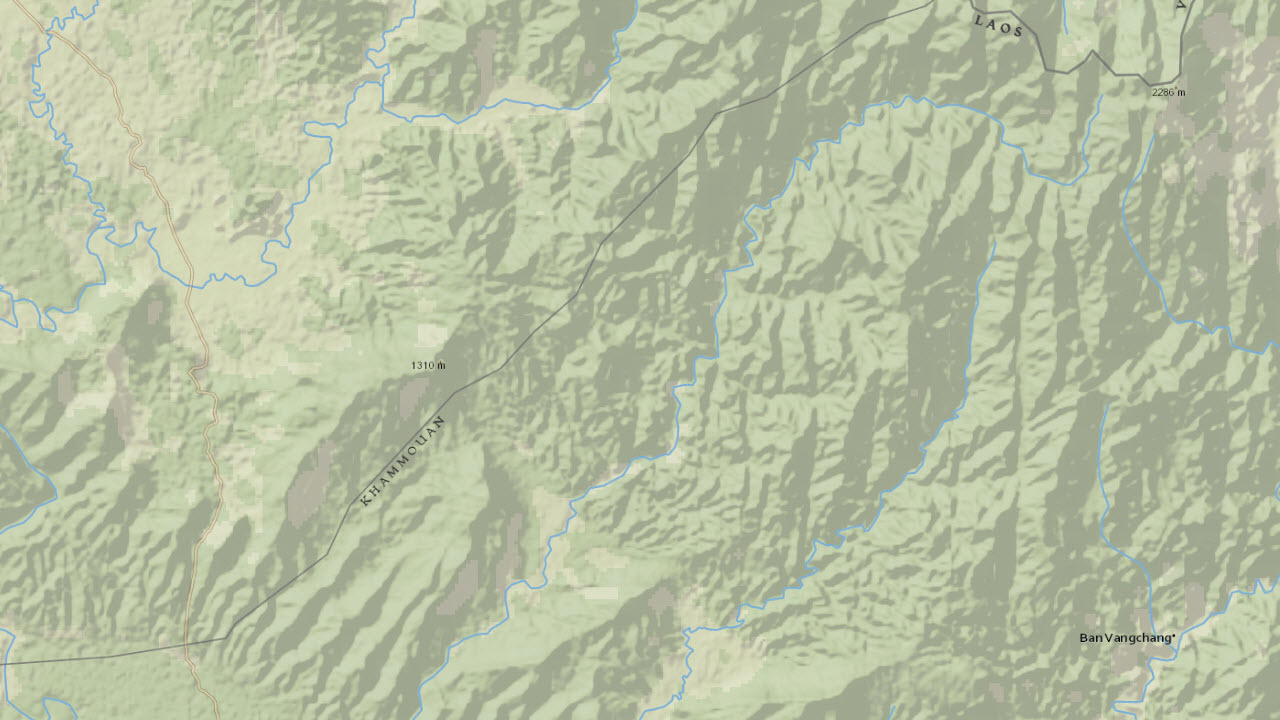 LAOS
V
2286 m
1310 m
KHAMMOUAN
Ban Vangchang